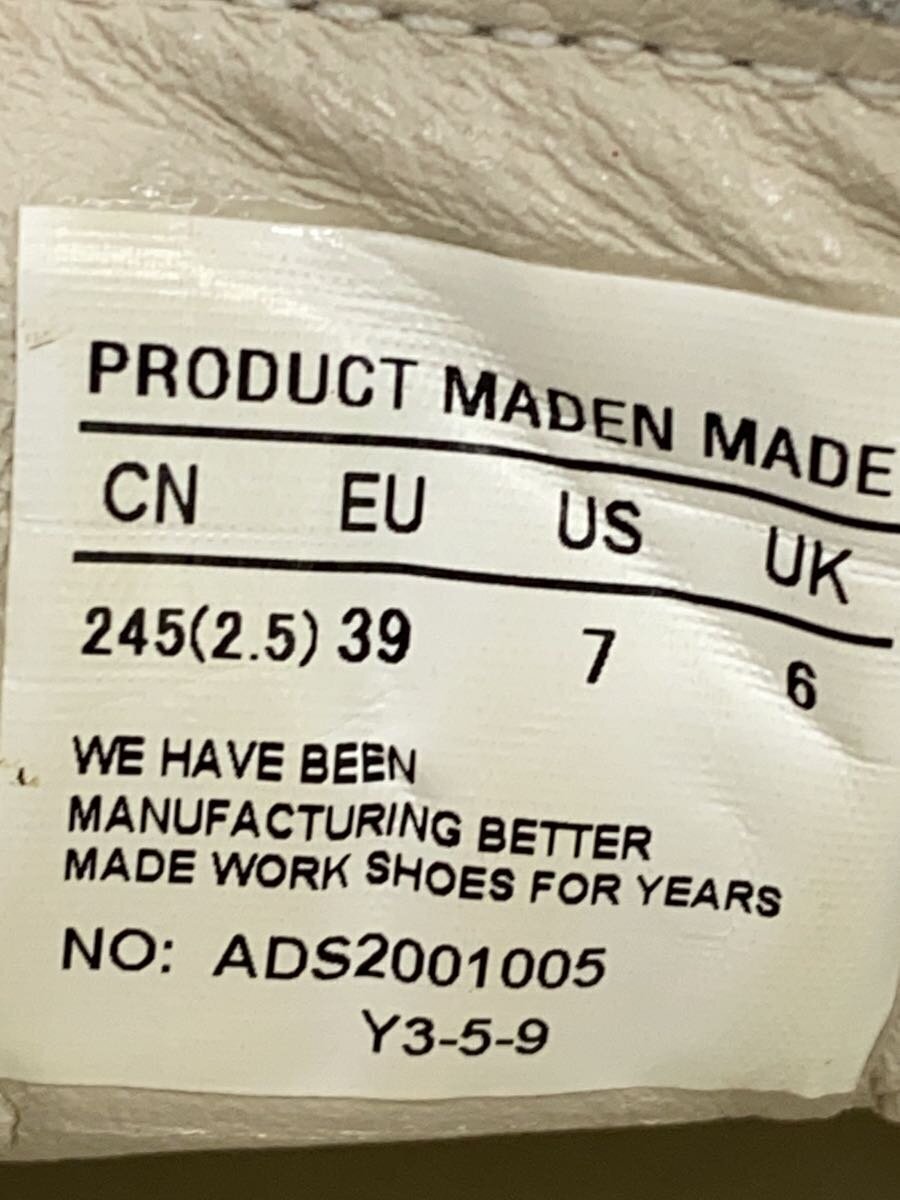 PRODUCT MADEN MADE
CN EU US UK
245(2.5) 39 7 6
WE HAVE BEEN
MANUFACTURING BETTER
MADE WORK SHOES FOR YEARS
NO: ADS2001005
Y3-5-9